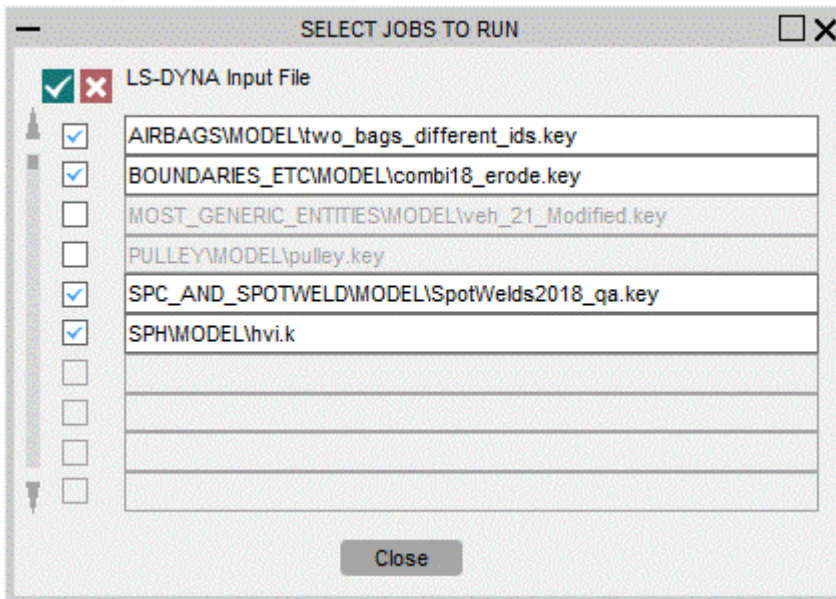 SELECT JOBS TO RUN
LS-DYNA Input File
AIRBAGS\MODEL\two_bags_different_ids.key
BOUNDARIES_ETC\MODEL\combi18_erode.key
MOST_GENERIC_ENTITIES\MODEL\veh_21_Modified.key
PULLEY\MODEL\pulley.key
SPC_AND_SPOTWELD\MODEL\SpotWelds2018_qa.key
SPH\MODEL\hvi.k
Close